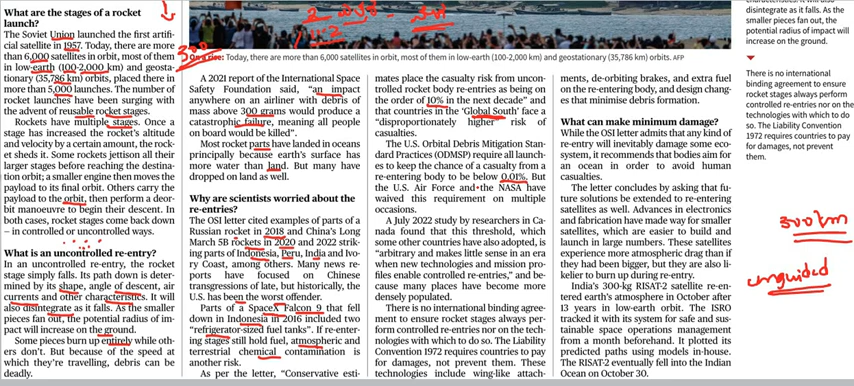 What are the stages of a rocket
launch?
The Soviet Union launched the first artifi-
cial satellite in 1957. Today, there are more
than 6,000 satellites in orbit, most of them
in low-earth (100-2,000 km) and geosta-
tionary (35,786 km) orbits, placed there in
more than 5,000 launches. The number of
rocket launches have been surging with
the advent of reusable rocket stages.
Rockets have multiple stages. Once a
stage has increased the rocket's altitude
and velocity by a certain amount, the rock-
et sheds it. Some rockets jettison all their
larger stages before reaching the destina-
tion orbit; a smaller engine then moves the
payload to its final orbit. Others carry the
payload to the orbit, then perform a deor-
bit manoeuvre to begin their descent. In
both cases, rocket stages come back down
– in controlled or uncontrolled ways.
What is an uncontrolled re-entry?
In an uncontrolled re-entry, the rocket
stage simply falls. Its path down is deter-
mined by its shape, angle of descent, air
currents and other characteristics. It will
also disintegrate as it falls. As the smaller
pieces fan out, the potential radius of im-
pact will increase on the ground.
Some pieces burn up entirely while oth-
ers don't. But because of the speed at
which they're travelling, debris can be
deadly.
300
On a rise: Today, there are more than 6,000 satellites in orbit, most of them in low-earth (100-2,000 km) and geostationary (35,786 km) orbits. AFP
A 2021 report of the International Space
Safety Foundation said, "an impact
anywhere on an airliner with debris of
mass above 300 grams would produce a
catastrophic failure, meaning all people
on board would be killed".
Most rocket parts have landed in oceans
principally because earth's surface has
more water than land. But many have
dropped on land as well.
Why are scientists worried about the
re-entries?
The OSI letter cited examples of parts of a
Russian rocket in 2018 and China's Long
March 5B rockets in 2020 and 2022 strik-
ing parts of Indonesia, Peru, India and Ivo-
ry Coast, among others. Many news re-
ports have focused on Chinese
transgressions of late, but historically, the
U.S. has been the worst offender.
Parts of a SpaceX Falcon 9 that fell
down in Indonesia in 2016 included two
"refrigerator-sized fuel tanks". If re-enter-
ing stages still hold fuel, atmospheric and
terrestrial chemical contamination is
another risk.
As per the letter, "Conservative esti-
mates place the casualty risk from uncon-
trolled rocket body re-entries as being on
the order of 10% in the next decade" and
that countries in the 'Global South' face a
"disproportionately higher" risk of
casualties.
The U.S. Orbital Debris Mitigation Stan-
dard Practices (ODMSP) require all launch-
es to keep the chance of a casualty from a
re-entering body to be below 0.01%. But
the U.S. Air Force and the NASA have
waived this requirement on multiple
occasions.
A July 2022 study by researchers in Ca-
nada found that this threshold, which
some other countries have also adopted, is
"arbitrary and makes little sense in an era
when new technologies and mission pro-
files enable controlled re-entries," and be-
cause many places have become more
densely populated.
There is no international binding agree-
ment to ensure rocket stages always per-
form controlled re-entries nor on the tech-
nologies with which to do so. The Liability
Convention 1972 requires countries to pay
for damages, not prevent them. These
technologies include wing-like attach-
ments, de-orbiting brakes, and extra fuel
on the re-entering body, and design chang-
es that minimise debris formation.
What can make minimum damage?
While the OSI letter admits that any kind of
re-entry will inevitably damage some eco-
system, it recommends that bodies aim for
an ocean in order to avoid human
casualties.
The letter concludes by asking that fu-
ture solutions be extended to re-entering
satellites as well. Advances in electronics
and fabrication have made way for smaller
satellites, which are easier to build and
launch in large numbers. These satellites
experience more atmospheric drag than if
they had been bigger, but they are also li-
kelier to burn up during re-entry.
India's 300-kg RISAT-2 satellite re-en-
tered earth's atmosphere in October after
13 years in low-earth orbit. The ISRO
tracked it with its system for safe and sus-
tainable space operations management
from a month beforehand. It plotted its
predicted paths using models in-house.
The RISAT-2 eventually fell into the Indian
Ocean on October 30.
characteristics. It will also
disintegrate as it falls. As the
smaller pieces fan out, the
potential radius of impact will
increase on the ground.
There is no international
binding agreement to ensure
rocket stages always perform
controlled re-entries nor on the
technologies with which to do
so. The Liability Convention
1972 requires countries to pay
for damages, not prevent
them.
300km
unguided